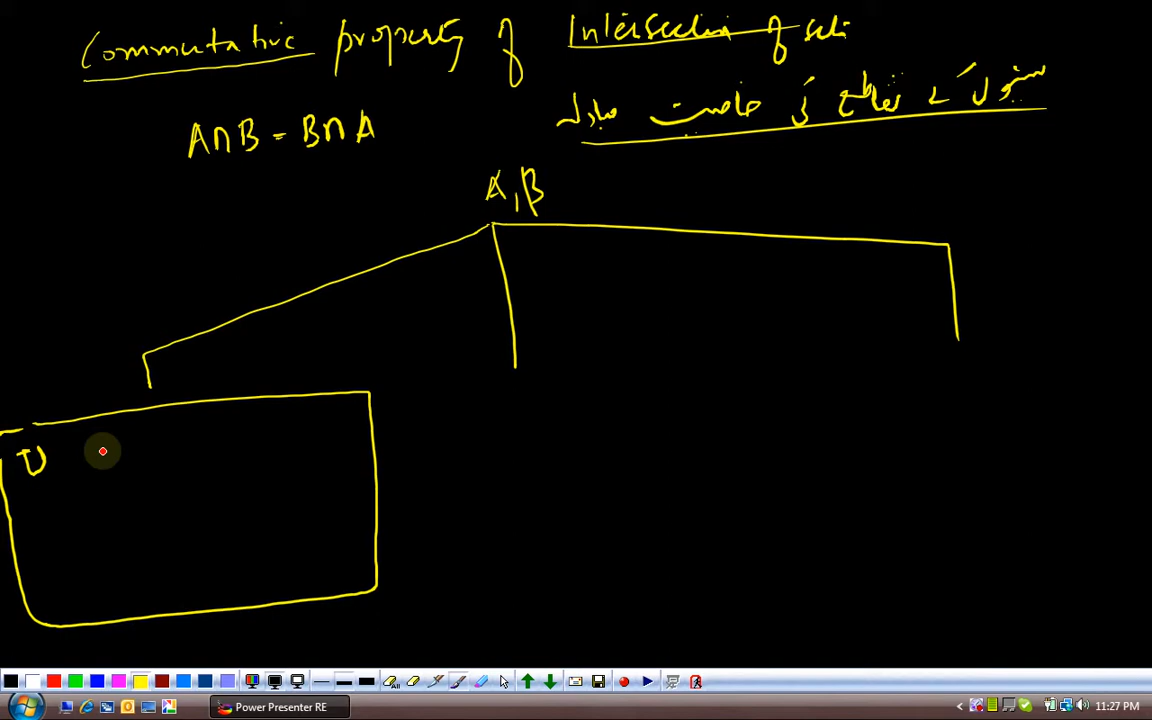 Commutative property of Intersection of sets
سیٹوں کے تقاطع کی خاصیت مبادلہ
A∩B = B∩A
A, B
U
Power Presenter RE
11:27 PM